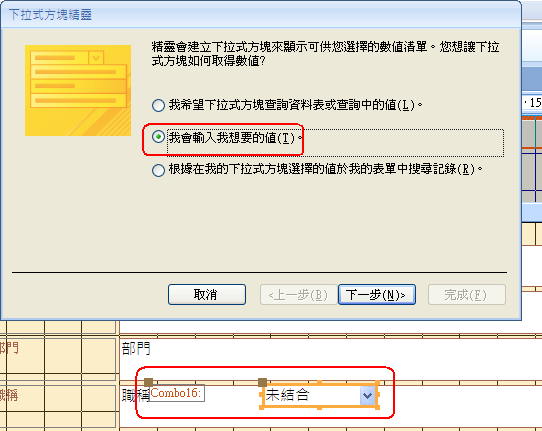 下拉式方塊精靈
精靈會建立下拉式方塊來顯示可供您選擇的數值清單。您想讓下拉
式方塊如何取得數值?
我希望下拉式方塊查詢資料表或查詢中的值(L)。
我會輸入我想要的值(T)。
根據在我的下拉式方塊選擇的值於我的表單中搜尋記錄(R)。
取消
<上一步(B)
下一步(N)>
完成(F)
· 15
部門
部門
職稱
職稱
Combo16:
未結合